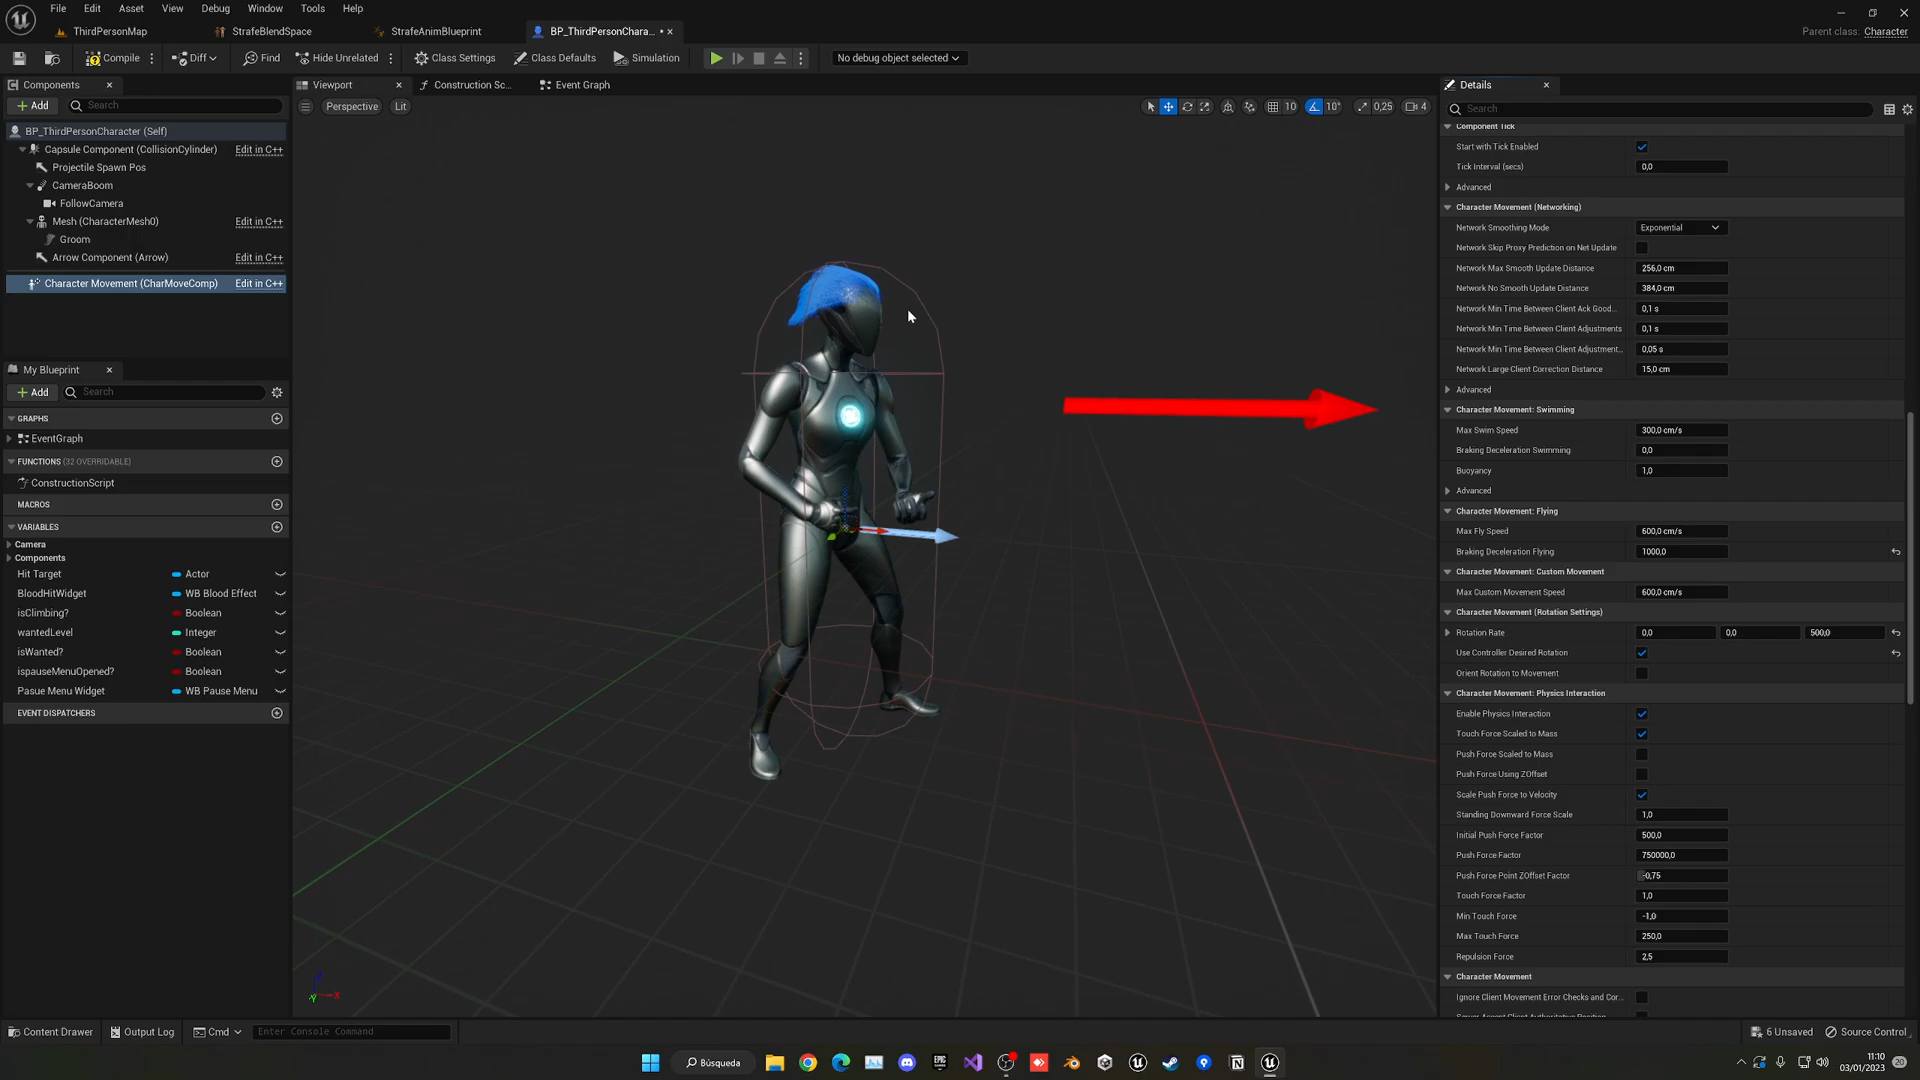 File Edit Asset View Debug Window Tools Help
ThirdPersonMap StrafeBlendSpace StrafeAnimBlueprint BP_ThirdPersonChara... •
Parent class: Character
Compile Diff Find Hide Unrelated Class Settings Class Defaults Simulation No debug object selected
Components
Add Search
BP_ThirdPersonCharacter (Self)
Capsule Component (CollisionCylinder) Edit in C++
Projectile Spawn Pos
CameraBoom
FollowCamera
Mesh (CharacterMesh0) Edit in C++
Groom
Arrow Component (Arrow) Edit in C++
Character Movement (CharMoveComp) Edit in C++
My Blueprint
Add Search
GRAPHS
EventGraph
FUNCTIONS (32 OVERRIDABLE)
ConstructionScript
MACROS
VARIABLES
Camera
Components
Hit Target Actor
BloodHitWidget WB Blood Effect
isClimbing? Boolean
wantedLevel Integer
isWanted? Boolean
ispauseMenuOpened? Boolean
Pasue Menu Widget WB Pause Menu
EVENT DISPATCHERS
Viewport Construction Sc... Event Graph
Perspective Lit
10 10° 0,25 4
Z
Y X
Details
Search
Component Tick
Start with Tick Enabled
Tick Interval (secs) 0,0
Advanced
Character Movement (Networking)
Network Smoothing Mode Exponential
Network Skip Proxy Prediction on Net Update
Network Max Smooth Update Distance 256,0 cm
Network No Smooth Update Distance 384,0 cm
Network Min Time Between Client Ack Good... 0,1 s
Network Min Time Between Client Adjustments 0,1 s
Network Min Time Between Client Adjustment... 0,05 s
Network Large Client Correction Distance 15,0 cm
Advanced
Character Movement: Swimming
Max Swim Speed 300,0 cm/s
Braking Deceleration Swimming 0,0
Buoyancy 1,0
Advanced
Character Movement: Flying
Max Fly Speed 600,0 cm/s
Braking Deceleration Flying 1000,0
Character Movement: Custom Movement
Max Custom Movement Speed 600,0 cm/s
Character Movement (Rotation Settings)
Rotation Rate 0,0 0,0 500,0
Use Controller Desired Rotation
Orient Rotation to Movement
Character Movement: Physics Interaction
Enable Physics Interaction
Touch Force Scaled to Mass
Push Force Scaled to Mass
Push Force Using ZOffset
Scale Push Force to Velocity
Standing Downward Force Scale 1,0
Initial Push Force Factor 500,0
Push Force Factor 750000,0
Push Force Point ZOffset Factor -0,75
Touch Force Factor 1,0
Min Touch Force -1,0
Max Touch Force 250,0
Repulsion Force 2,5
Character Movement
Ignore Client Movement Error Checks and Cor...
Server Accept Client Authoritative Position
Content Drawer Output Log Cmd Enter Console Command
6 Unsaved Source Control
Búsqueda
11:10
03/01/2023
20